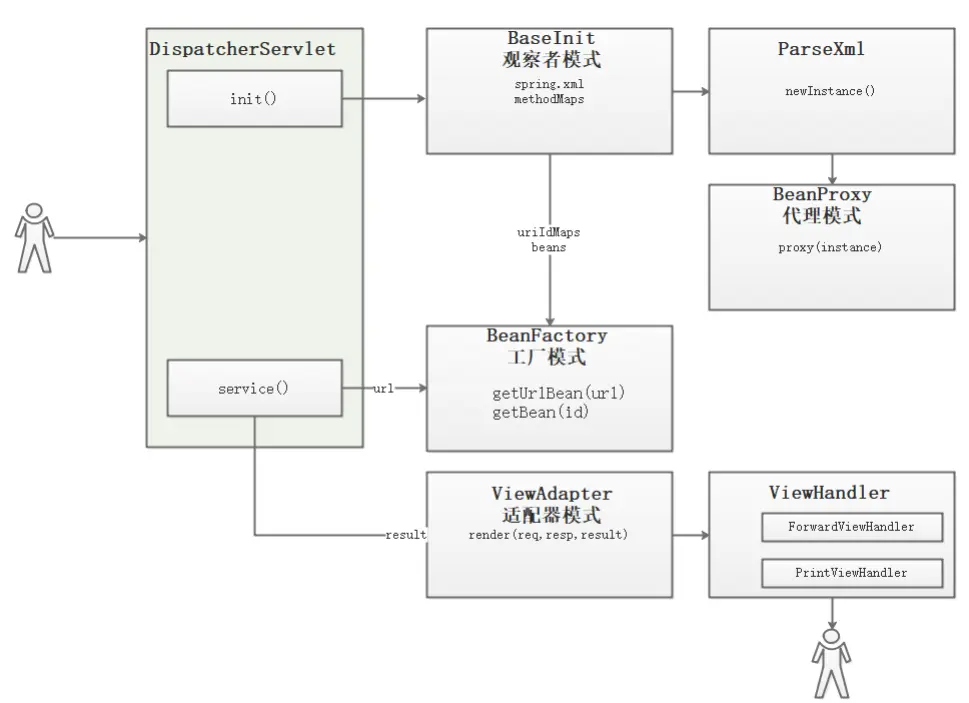 DispatcherServlet
init()
BaseInit
观察者模式
spring.xml
methodMaps
ParseXml
newInstance()
BeanProxy
代理模式
proxy(instance)
uriIdMaps
beans
service()
url
BeanFactory
工厂模式
getUrlBean(url)
getBean(id)
result
ViewAdapter
适配器模式
render(req,resp,result)
ViewHandler
ForwardViewHandler
PrintViewHandler